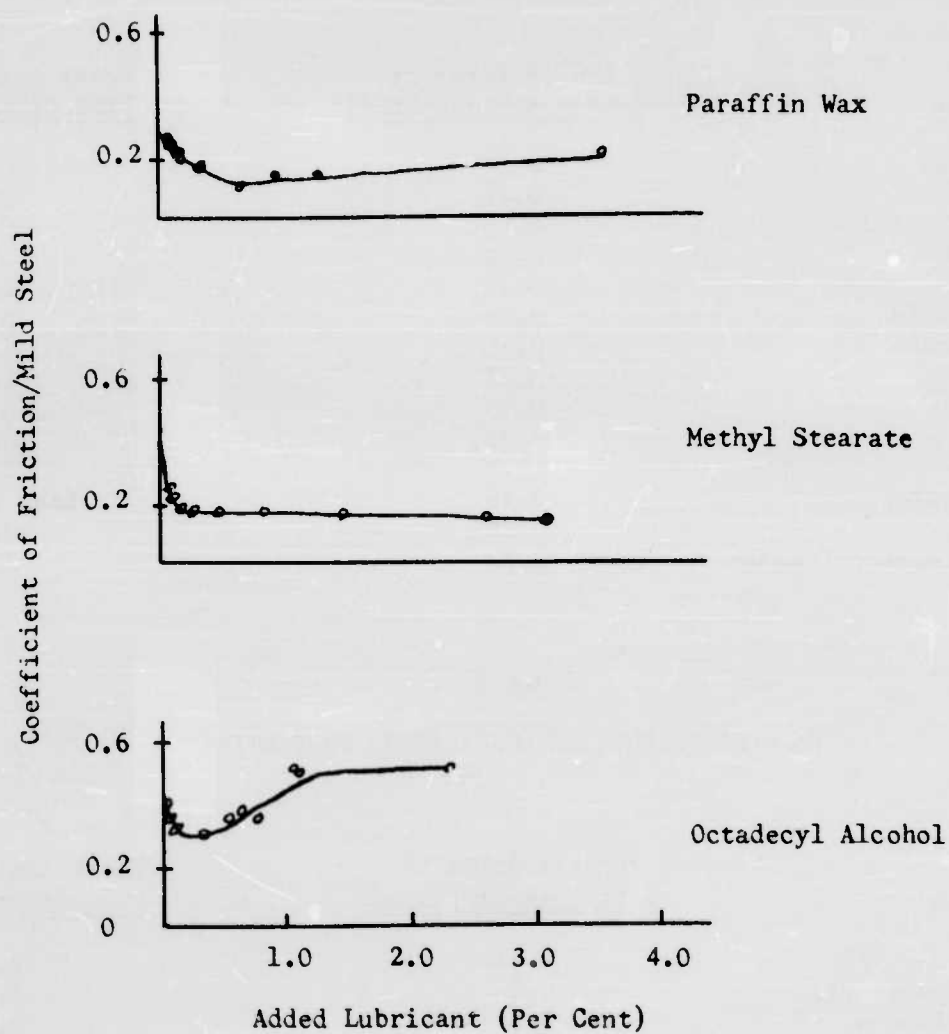 0.6
Paraffin Wax
0.2
Coefficient of Friction/Mild Steel
0.6
Methyl Stearate
0.2
0.6
Octadecyl Alcohol
0.2
0
1.0 2.0 3.0 4.0
Added Lubricant (Per Cent)